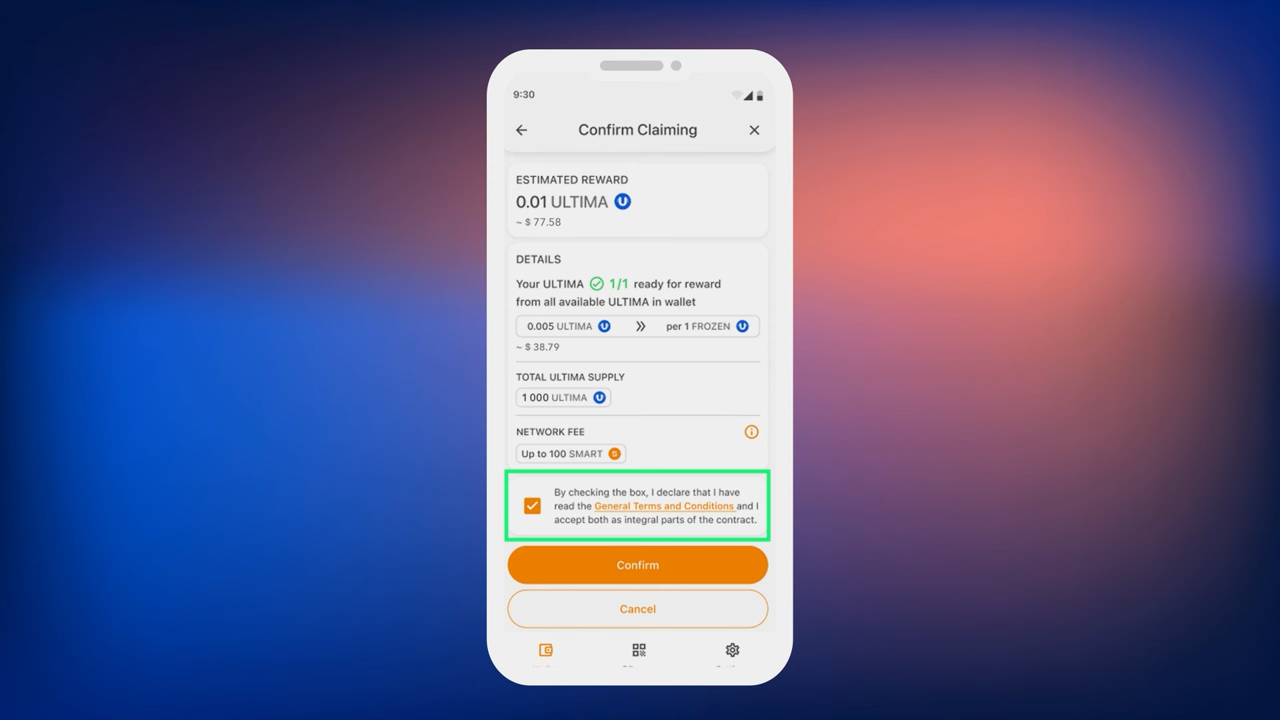 9:30
Confirm Claiming
ESTIMATED REWARD
0.01 ULTIMA
~ $ 77.58
DETAILS
Your ULTIMA 1/1 ready for reward
from all available ULTIMA in wallet
0.005 ULTIMA per 1 FROZEN
~ $ 38.79
TOTAL ULTIMA SUPPLY
1 000 ULTIMA
NETWORK FEE
Up to 100 SMART
By checking the box, I declare that I have
read the General Terms and Conditions and I
accept both as integral parts of the contract.
Confirm
Cancel